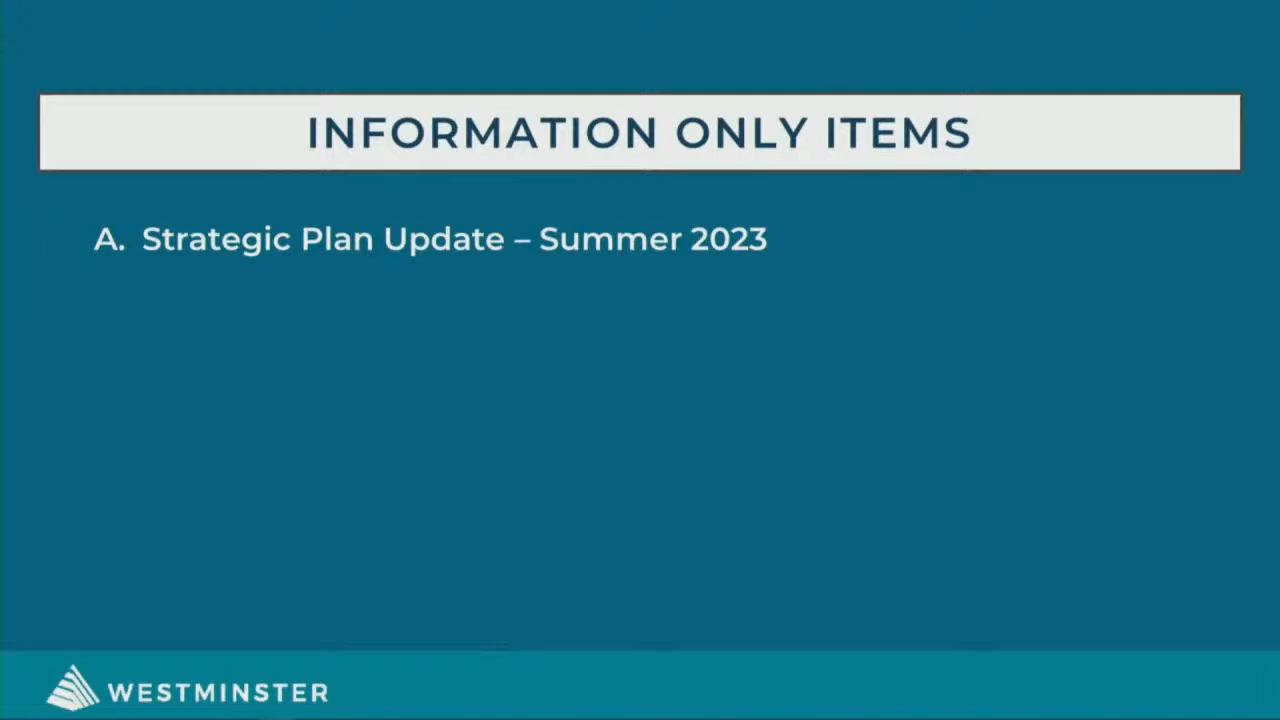 INFORMATION ONLY ITEMS
A. Strategic Plan Update – Summer 2023
WESTMINSTER